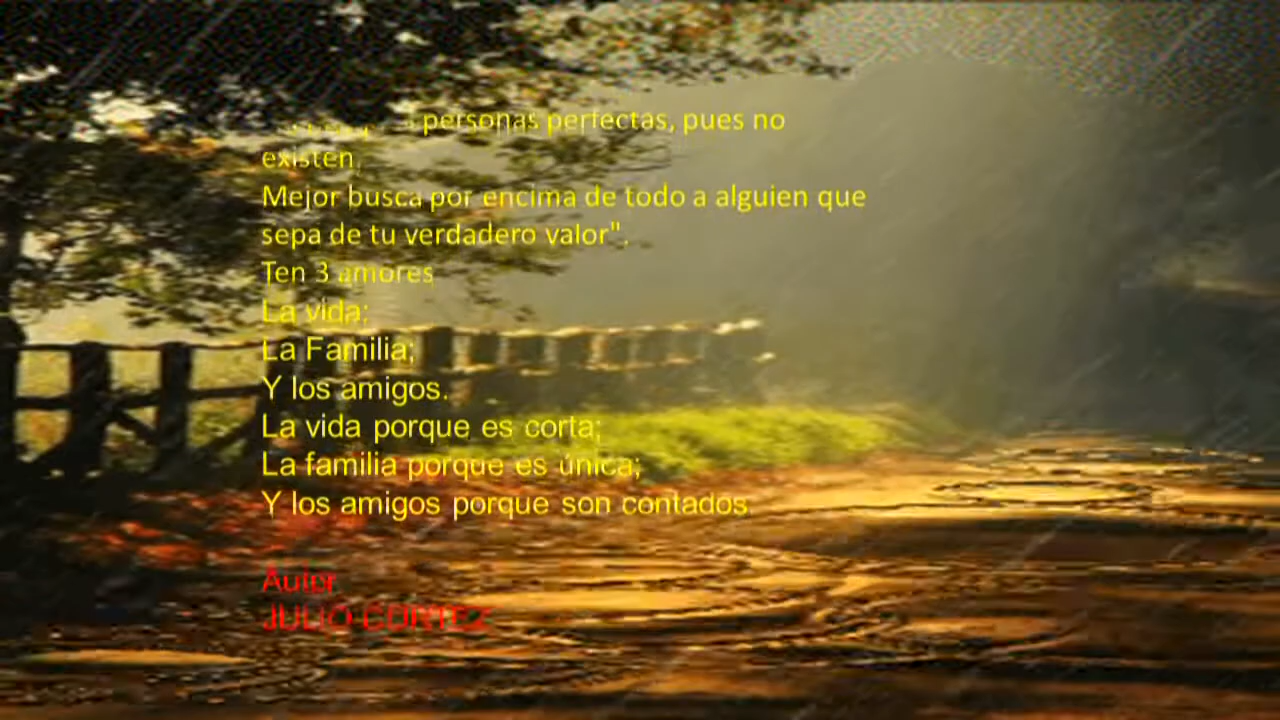 personas perfectas, pues no
existen.
Mejor busca por encima de todo a alguien que
sepa de tu verdadero valor".
Ten 3 amores
La vida;
La Familia;
Y los amigos.
La vida porque es corta;
La familia porque es única;
Y los amigos porque son contados.
Autor
JULIO CORTEZ